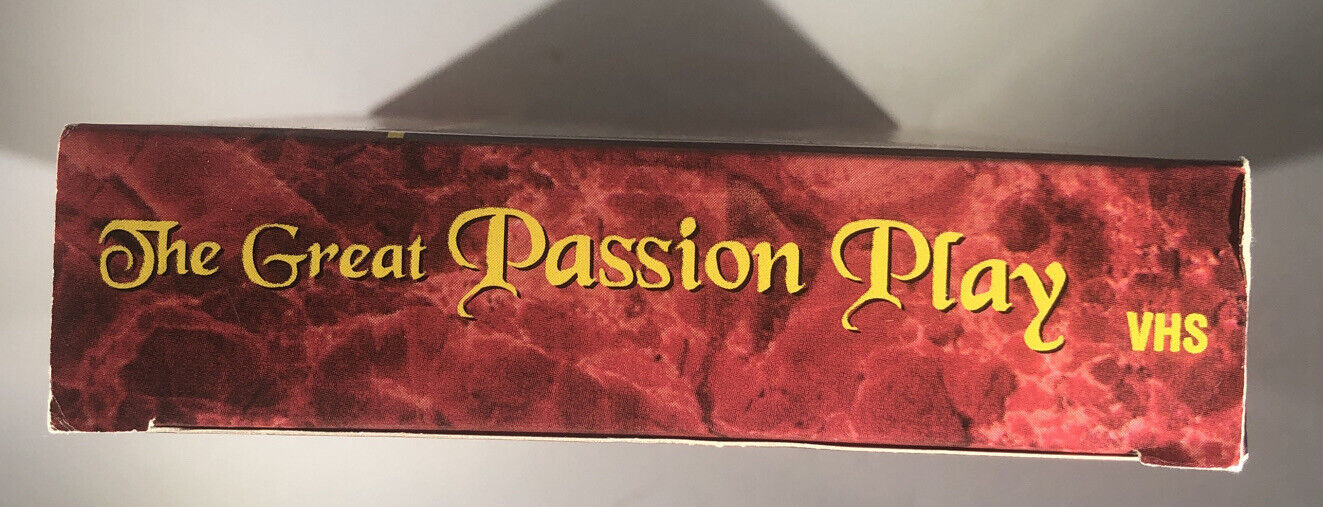 The Great Passion Play
VHS